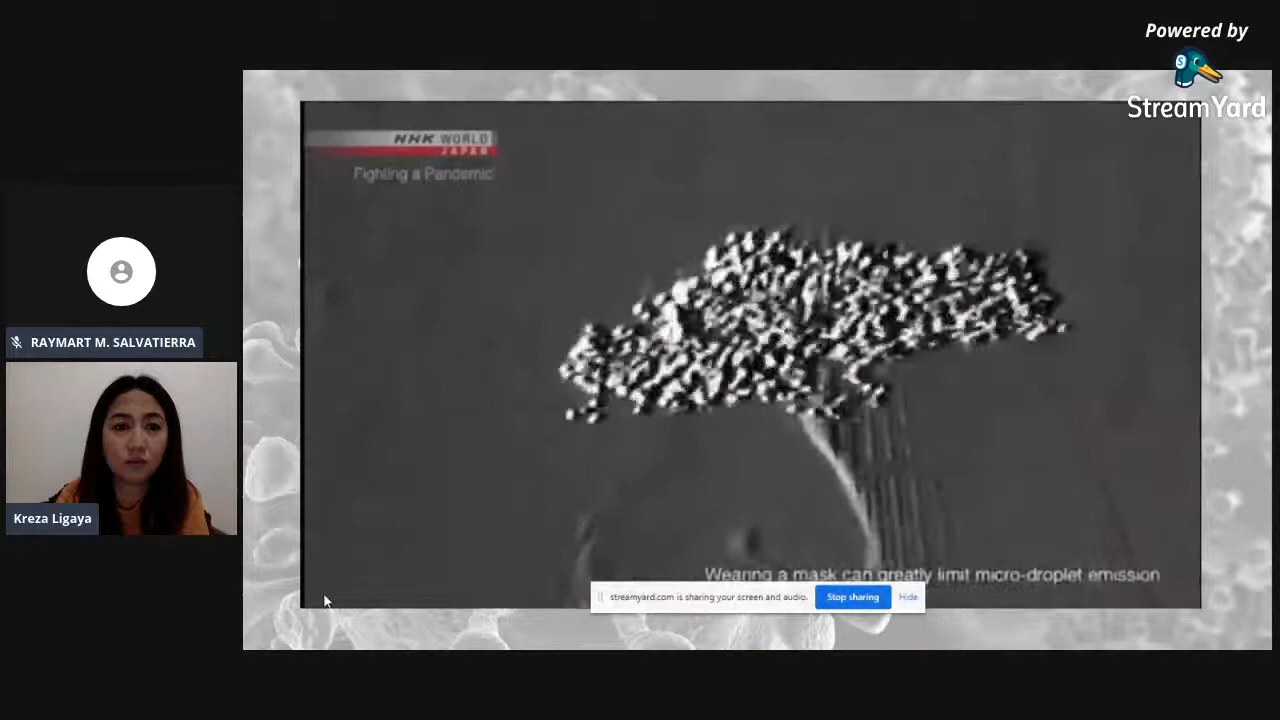 Powered by
StreamYard
NHK WORLD
JAPAN
Fighting a Pandemic
RAYMART M. SALVATIERRA
Kreza Ligaya
Wearing a mask can greatly limit micro-droplet emission
streamyard.com is sharing your screen and audio.
Stop sharing
Hide